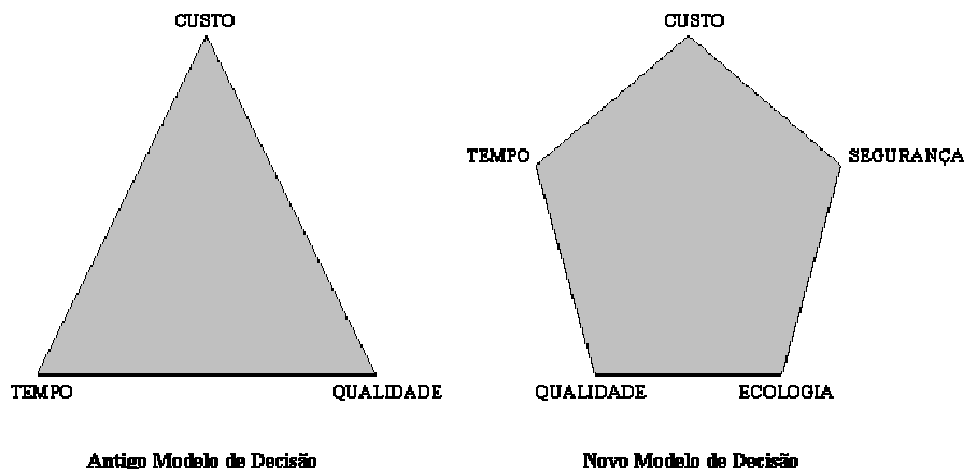 CUSTO
CUSTO
TEMPO
SEGURANÇA
TEMPO
QUALIDADE
QUALIDADE
ECOLOGIA
Antigo Modelo de Decisão
Novo Modelo de Decisão